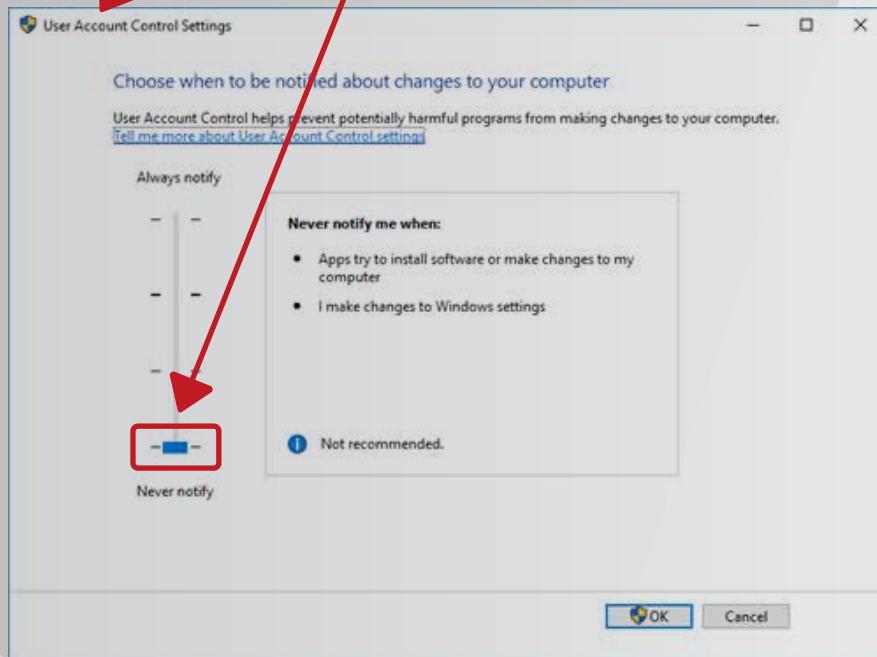 User Account Control Settings
Choose when to be notified about changes to your computer
User Account Control helps prevent potentially harmful programs from making changes to your computer.
Tell me more about User Account Control settings
Always notify
Never notify me when:
• Apps try to install software or make changes to my
computer
• I make changes to Windows settings
Not recommended.
Never notify
OK Cancel